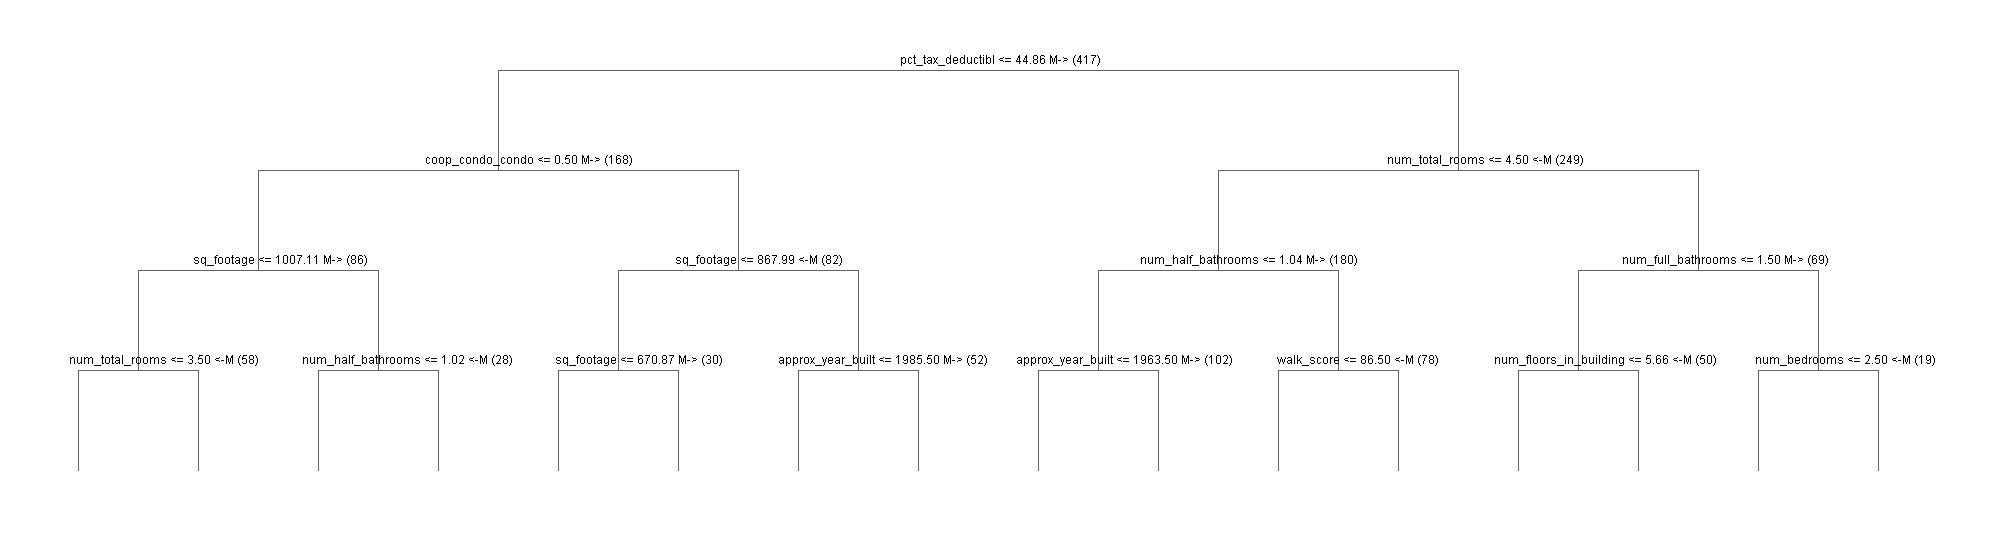 pct_tax_deductibl <= 44.86 M-> (417)
coop_condo_condo <= 0.50 M-> (168)
num_total_rooms <= 4.50 <-M (249)
sq_footage <= 1007.11 M-> (86)
sq_footage <= 867.99 <-M (82)
num_half_bathrooms <= 1.04 M-> (180)
num_full_bathrooms <= 1.50 M-> (69)
num_total_rooms <= 3.50 <-M (58)
num_half_bathrooms <= 1.02 <-M (28)
sq_footage <= 670.87 M-> (30)
approx_year_built <= 1985.50 M-> (52)
approx_year_built <= 1963.50 M-> (102)
walk_score <= 86.50 <-M (78)
num_floors_in_building <= 5.66 <-M (50)
num_bedrooms <= 2.50 <-M (19)